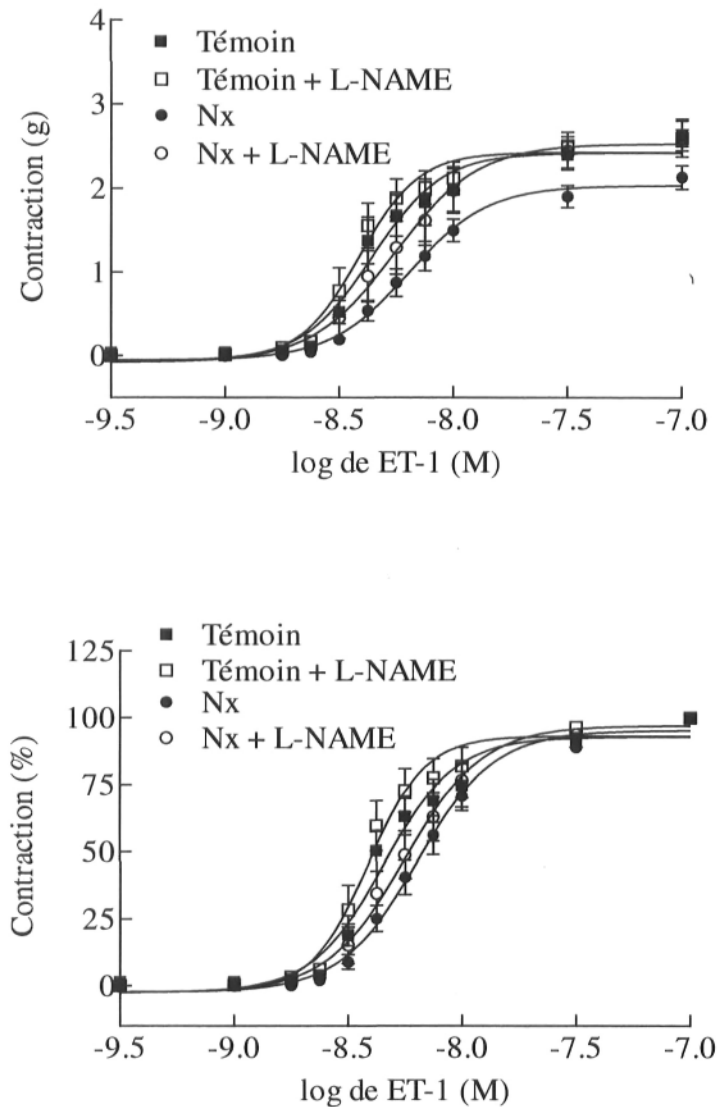 4
3
2
1
0
Contraction (g)
Témoin
Témoin + L-NAME
Nx
Nx + L-NAME
-9.5 -9.0 -8.5 -8.0 -7.5 -7.0
log de ET-1 (M)
125
100
75
50
25
0
Contraction (%)
Témoin
Témoin + L-NAME
Nx
Nx + L-NAME
-9.5 -9.0 -8.5 -8.0 -7.5 -7.0
log de ET-1 (M)